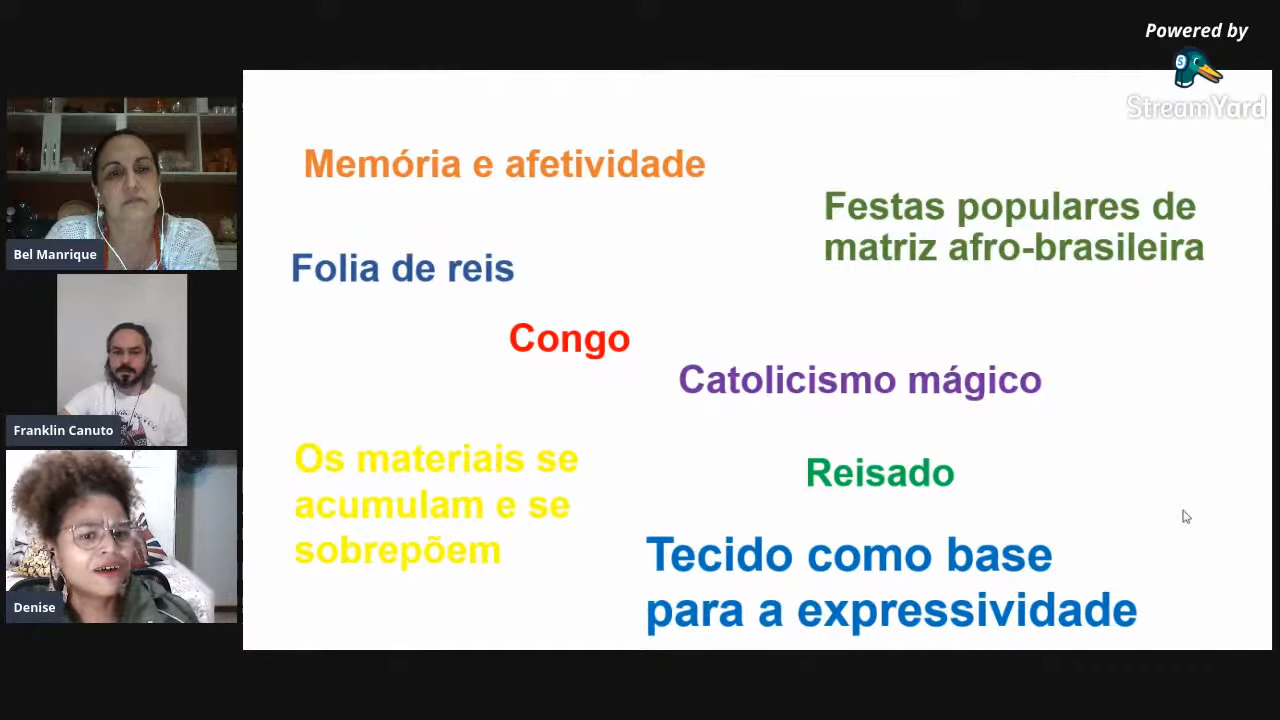 Powered by
StreamYard
Bel Manrique
Franklin Canuto
Denise
Memória e afetividade
Festas populares de
matriz afro-brasileira
Folia de reis
Congo
Catolicismo mágico
Os materiais se
acumulam e se
sobrepõem
Reisado
Tecido como base
para a expressividade